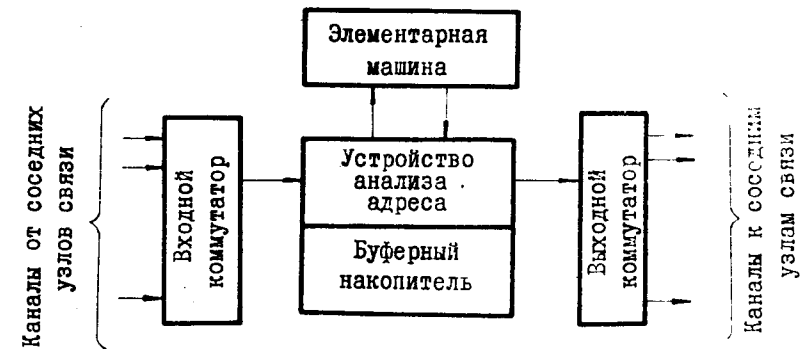 Элементарная
машина
Каналы от соседних
узлов связи
Входной
коммутатор
Устройство
анализа
адреса
Буферный
накопитель
Выходной
коммутатор
Каналы к соседним
узлам связи